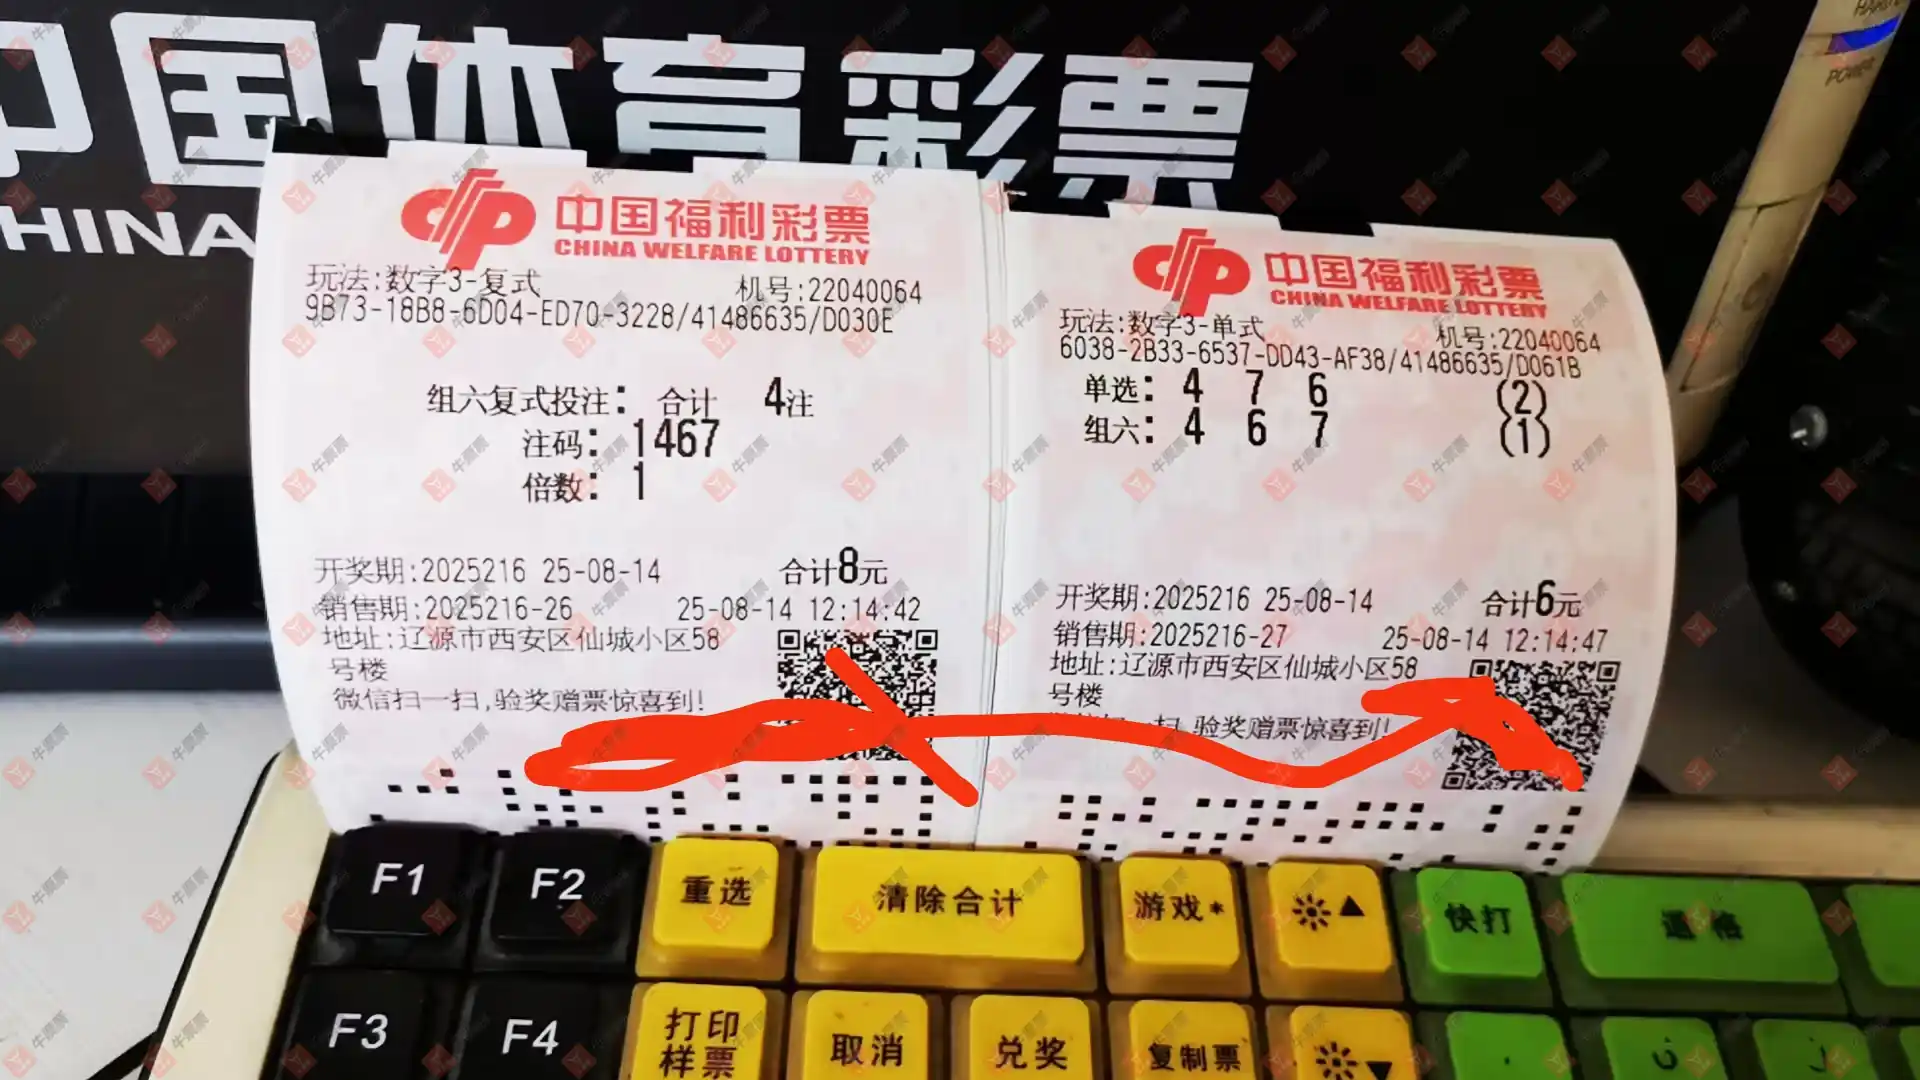 中国体育彩票
HINA
HARD
POWER
中国福利彩票
CHINA WELFARE LOTTERY
玩法:数字3-复式 机号:22040064
9B73-18B8-6D04-ED70-3228/41486635/D030E
组六复式投注: 合计 4注
注码: 1467
倍数: 1
开奖期:2025216 25-08-14 合计8元
销售期:2025216-26 25-08-14 12:14:42
地址:辽源市西安区仙城小区58
号楼
微信扫一扫,验奖赠票惊喜到!
中国福利彩票
CHINA WELFARE LOTTERY
玩法:数字3-单式 机号:22040064
6038-2B33-6537-DD43-AF38/41486635/D061B
单选: 4 7 6 (2)
组六: 4 6 7 (1)
开奖期:2025216 25-08-14 合计6元
销售期:2025216-27 25-08-14 12:14:47
地址:辽源市西安区仙城小区58
号楼
扫,验奖赠票惊喜到!
F1 F2 重选 清除合计 游戏* ▲ 快打 退格
F3 F4 打印样票 取消 兑奖 复制票 ▼
牛票票